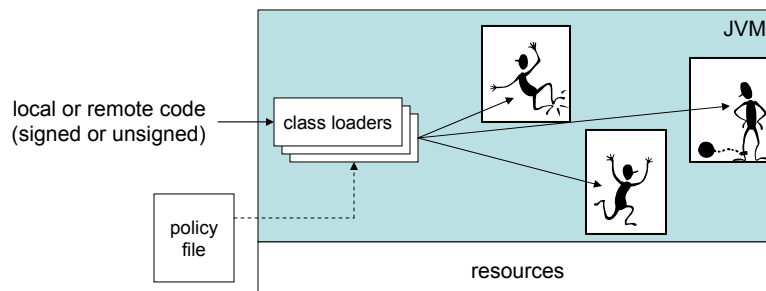 JVM
local or remote code
(signed or unsigned)
class loaders
policy
file
resources